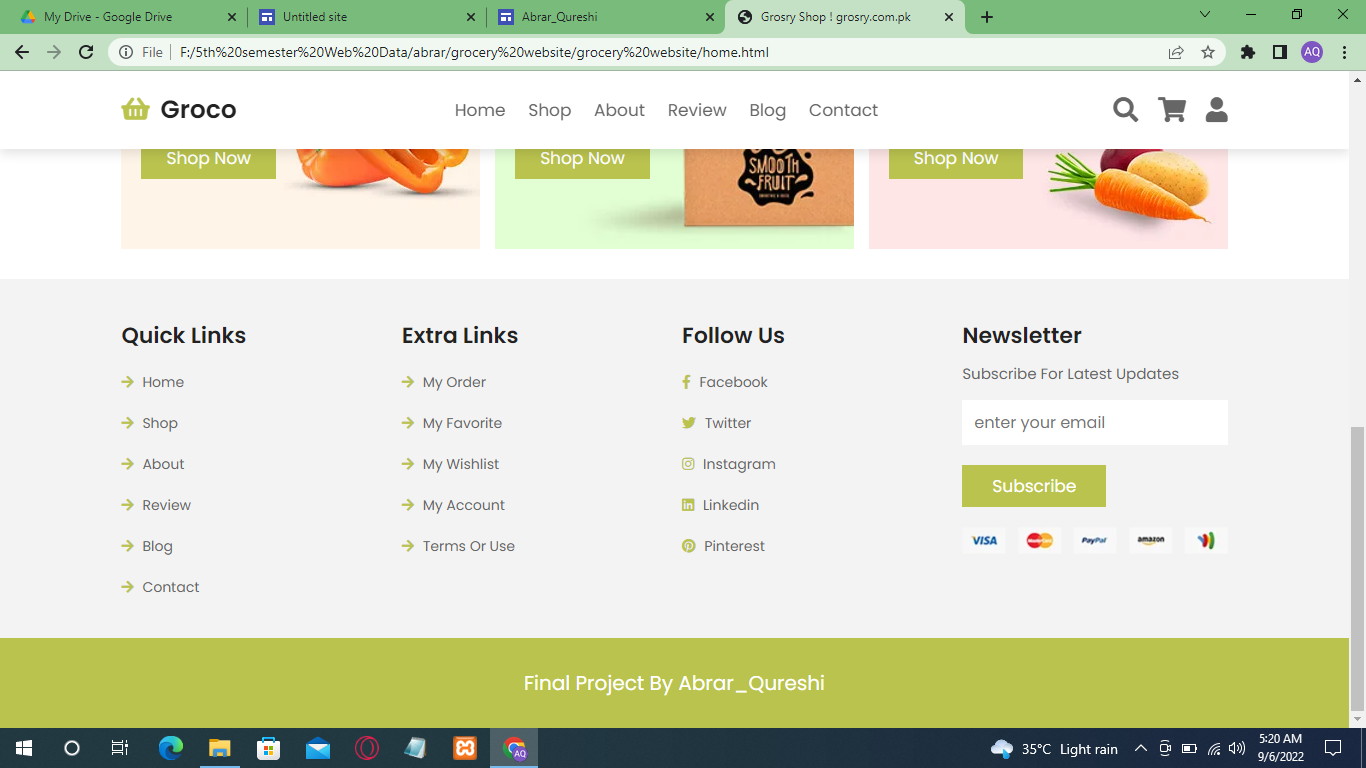 My Drive - Google Drive
Untitled site
Abrar_Qureshi
Grosry Shop ! grosry.com.pk
File
F:/5th%20semester%20Web%20Data/abrar/grocery%20website/grocery%20website/home.html
AQ
Groco
Home Shop About Review Blog Contact
Shop Now
Shop Now
Shop Now
SMOOTH
FRUIT
Quick Links
Home
Shop
About
Review
Blog
Contact
Extra Links
My Order
My Favorite
My Wishlist
My Account
Terms Or Use
Follow Us
Facebook
Twitter
Instagram
Linkedin
Pinterest
Newsletter
Subscribe For Latest Updates
enter your email
Subscribe
VISA MasterCard PayPal amazon
Final Project By Abrar_Qureshi
AQ
35°C Light rain
5:20 AM
9/6/2022